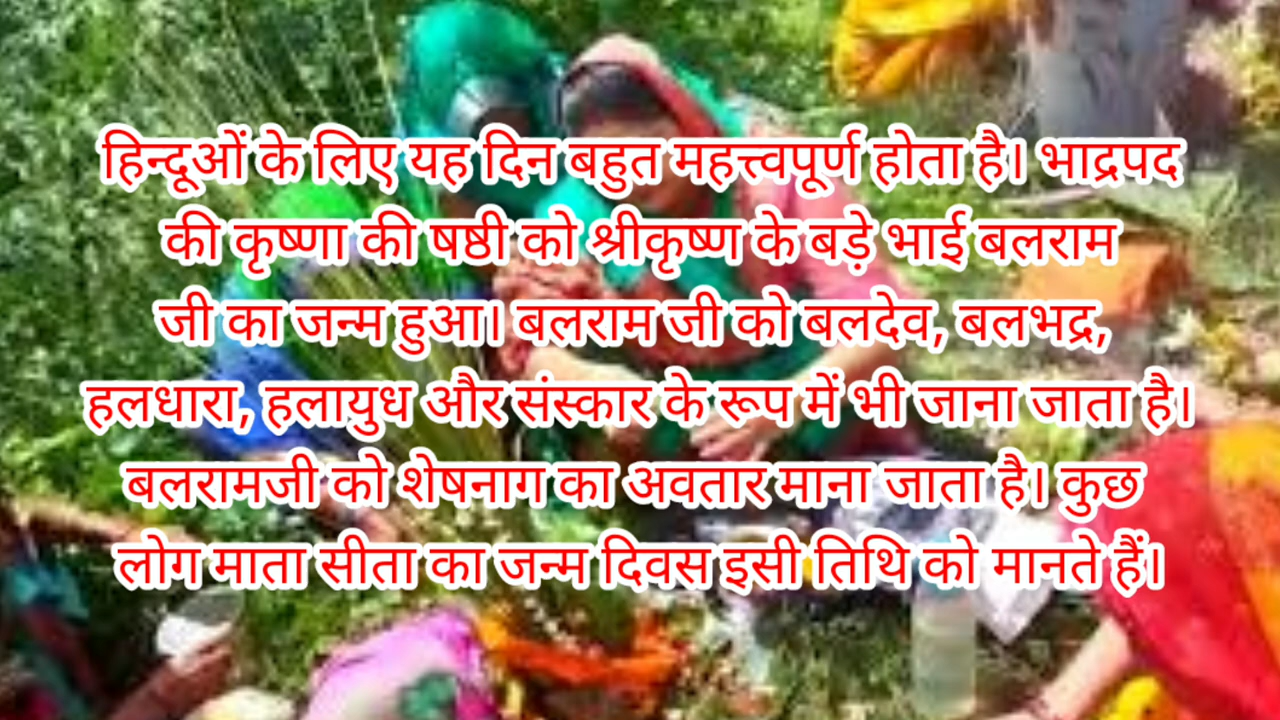 हिन्दूओं के लिए यह दिन बहुत महत्त्वपूर्ण होता है। भाद्रपद
की कृष्णा की षष्ठी को श्रीकृष्ण के बड़े भाई बलराम
जी का जन्म हुआ। बलराम जी को बलदेव, बलभद्र,
हलधारा, हलायुध और संस्कार के रूप में भी जाना जाता है।
बलरामजी को शेषनाग का अवतार माना जाता है। कुछ
लोग माता सीता का जन्म दिवस इसी तिथि को मानते हैं।